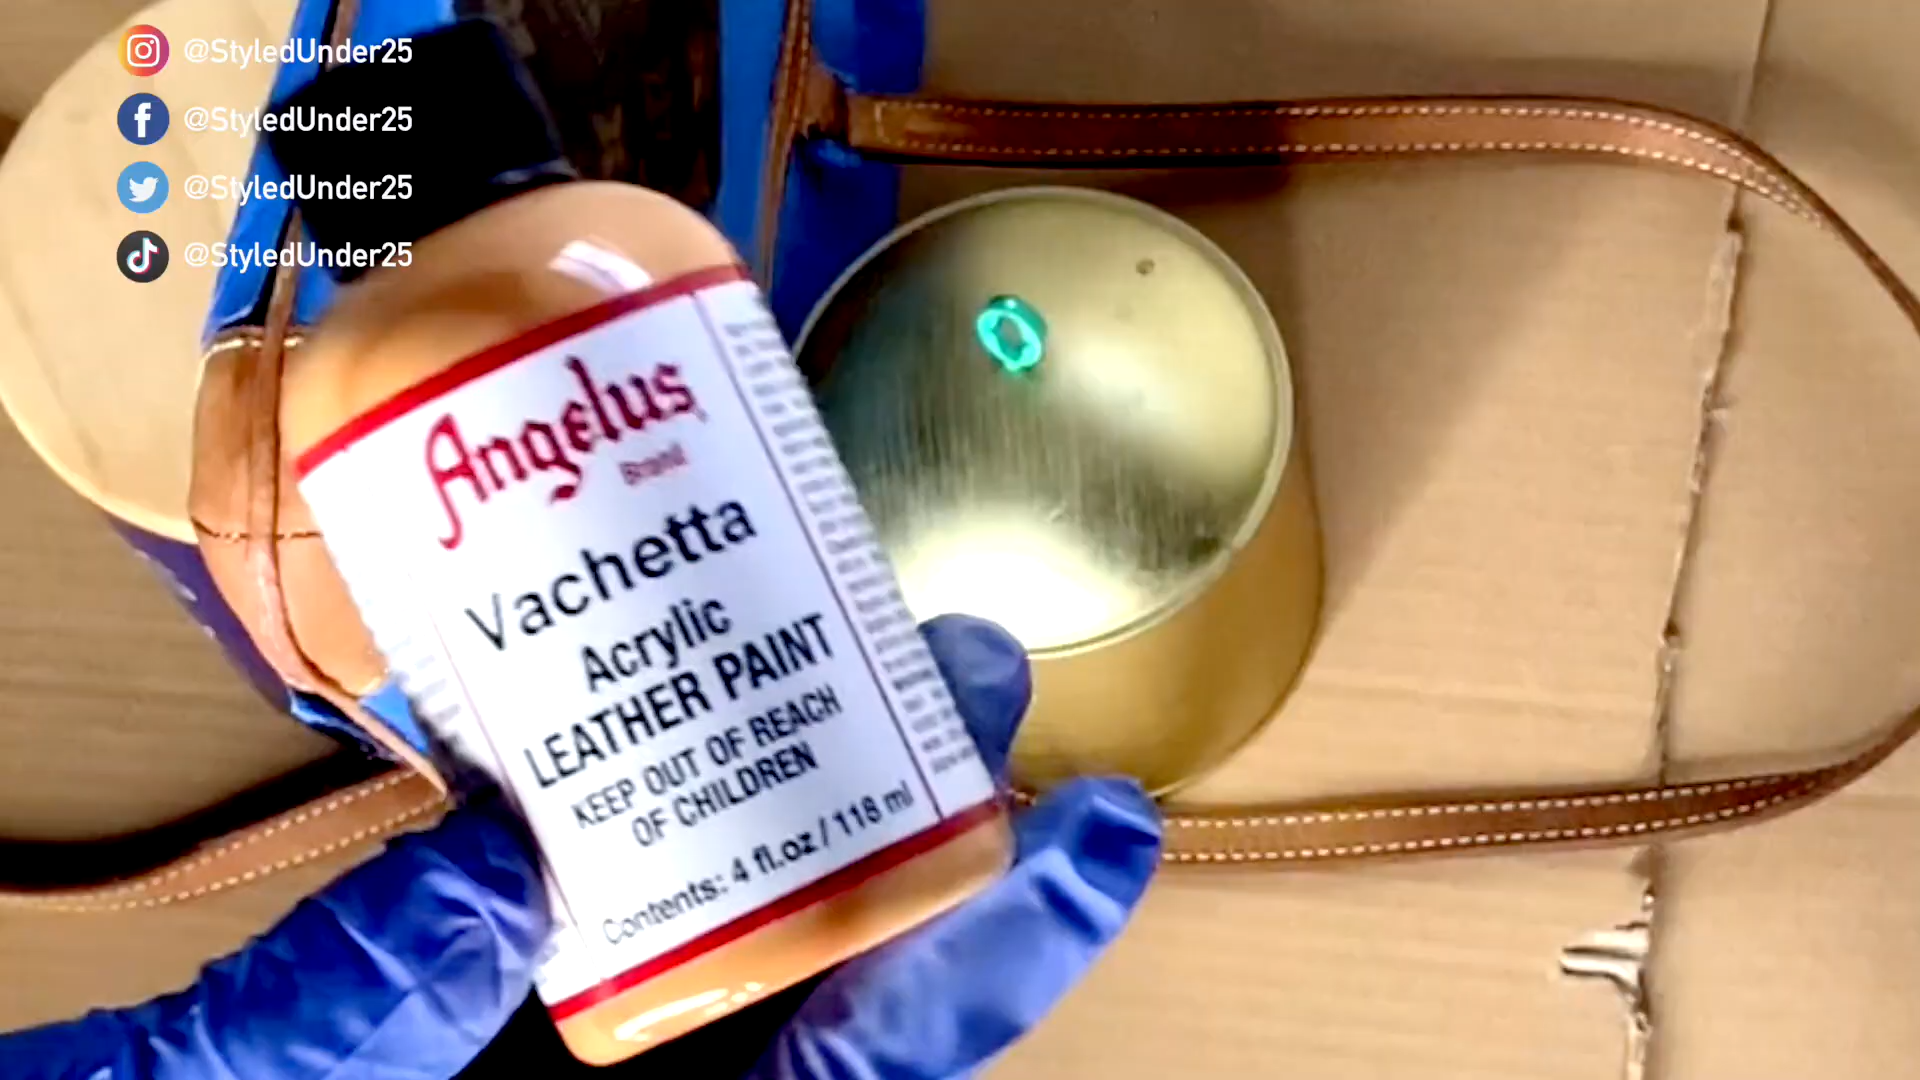 @StyledUnder25
@StyledUnder25
@StyledUnder25
@StyledUnder25
Angelus
Brand
Vachetta
Acrylic
LEATHER PAINT
KEEP OUT OF REACH
OF CHILDREN
Contents: 4 fl.oz / 118 ml